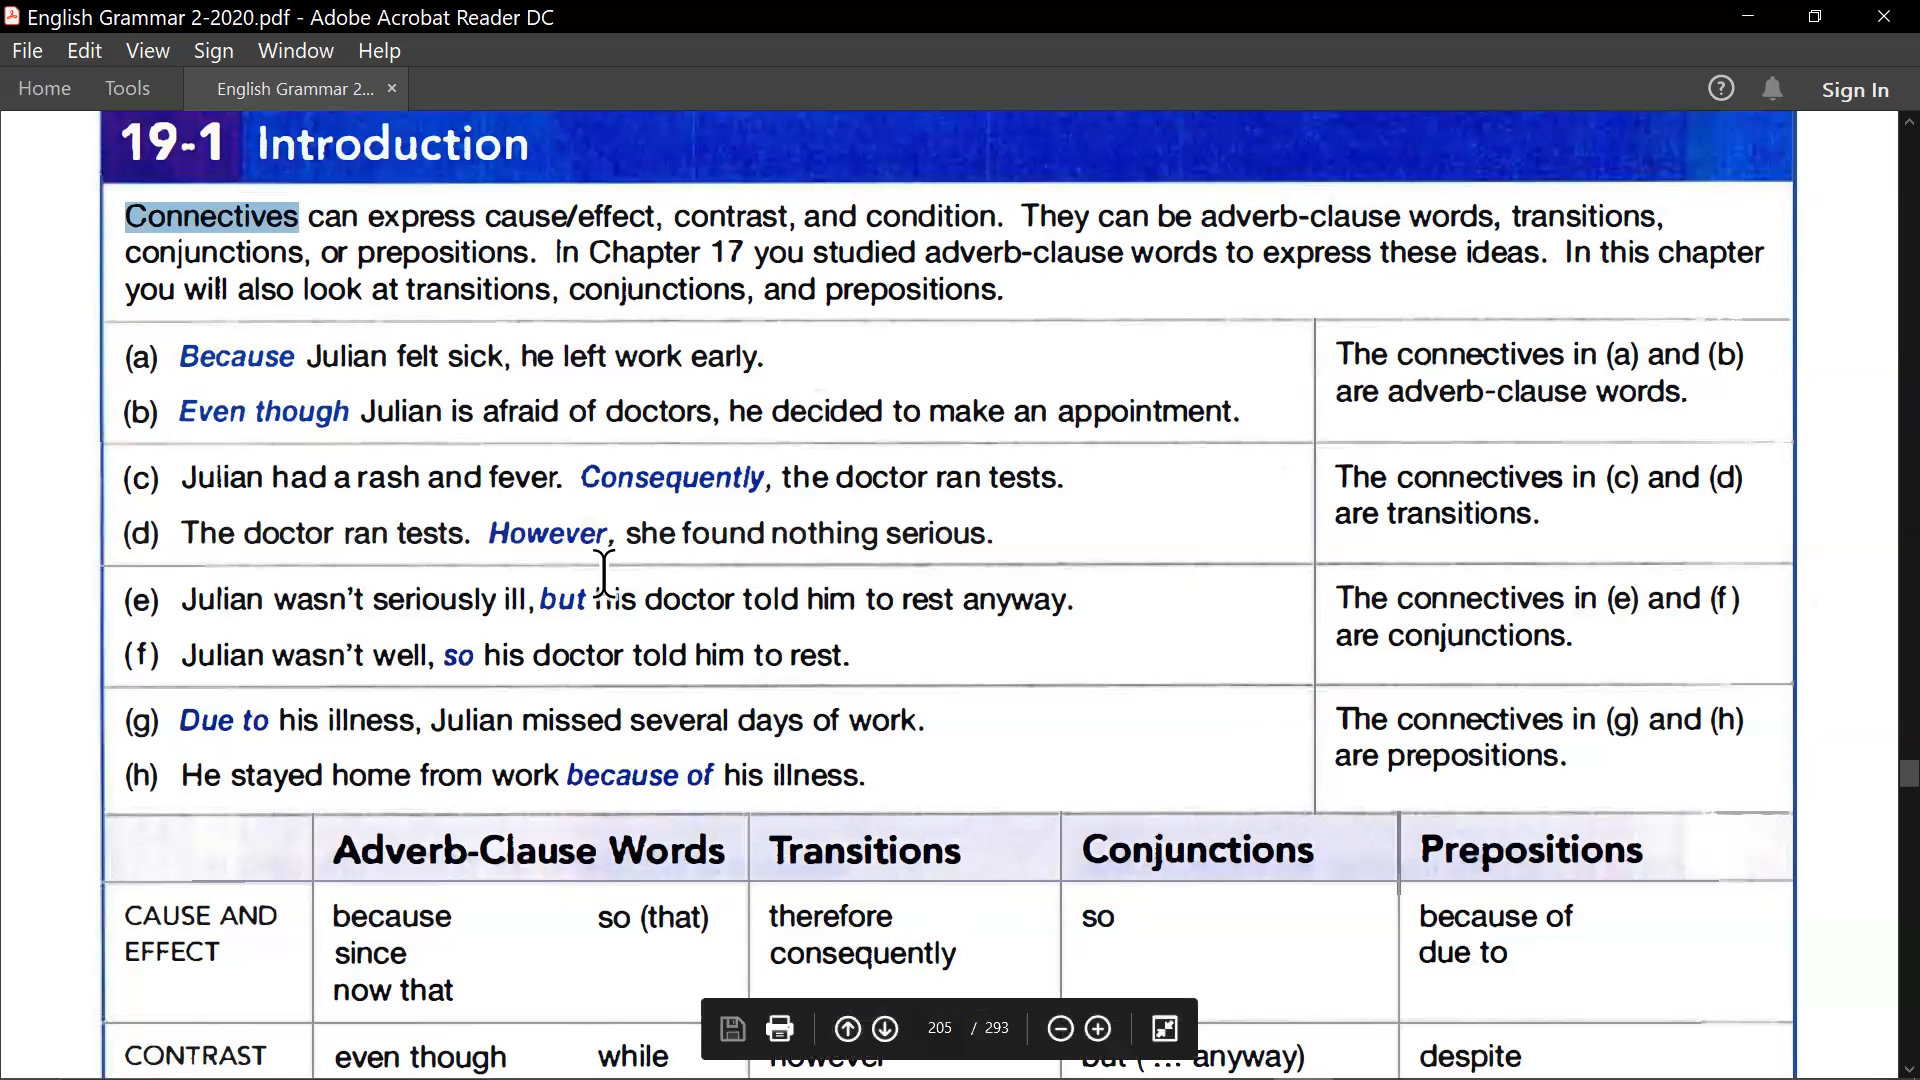 English Grammar 2-2020.pdf - Adobe Acrobat Reader DC
File Edit View Sign Window Help
Home Tools English Grammar 2... × ? Sign In
19-1 Introduction
Connectives can express cause/effect, contrast, and condition. They can be adverb-clause words, transitions,
conjunctions, or prepositions. In Chapter 17 you studied adverb-clause words to express these ideas. In this chapter
you will also look at transitions, conjunctions, and prepositions.
(a) Because Julian felt sick, he left work early.
(b) Even though Julian is afraid of doctors, he decided to make an appointment.
The connectives in (a) and (b)
are adverb-clause words.
(c) Julian had a rash and fever. Consequently, the doctor ran tests.
(d) The doctor ran tests. However, she found nothing serious.
The connectives in (c) and (d)
are transitions.
(e) Julian wasn't seriously ill, but his doctor told him to rest anyway.
(f) Julian wasn't well, so his doctor told him to rest.
The connectives in (e) and (f)
are conjunctions.
(g) Due to his illness, Julian missed several days of work.
(h) He stayed home from work because of his illness.
The connectives in (g) and (h)
are prepositions.
Adverb-Clause Words Transitions Conjunctions Prepositions
CAUSE AND
EFFECT
because so (that)
since
now that
therefore
consequently
so
because of
due to
205 / 293
CONTRAST even though while however but (... anyway) despite